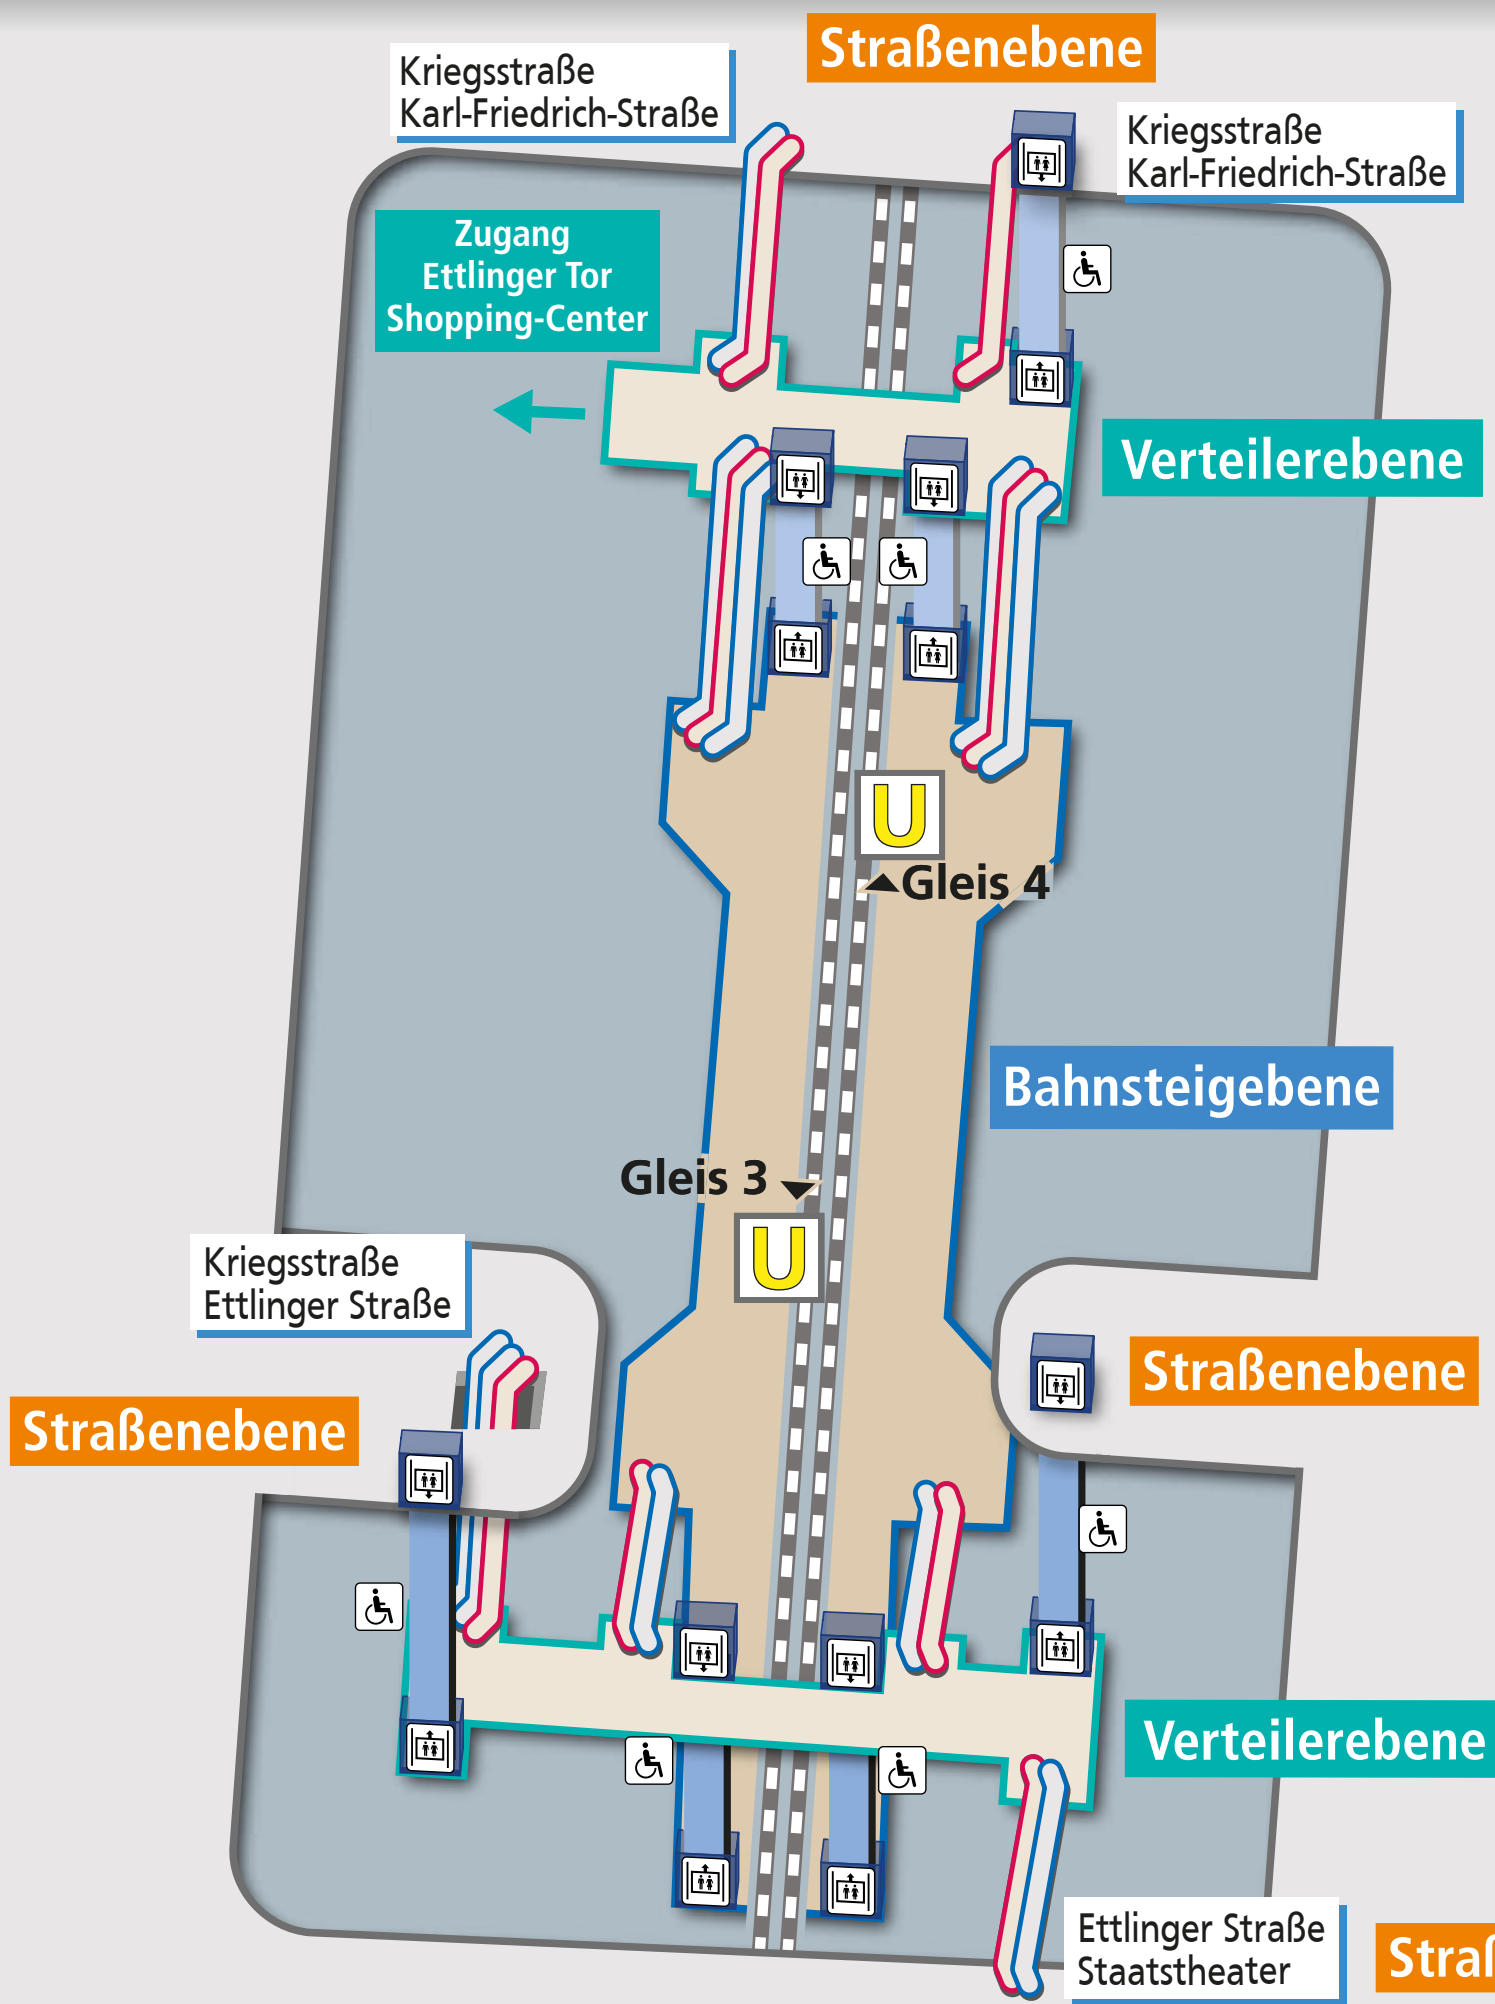 Straßenebene
Kriegsstraße
Karl-Friedrich-Straße
Kriegsstraße
Karl-Friedrich-Straße
Zugang
Ettlinger Tor
Shopping-Center
Verteilerebene
U
Gleis 4
Bahnsteigebene
Gleis 3
U
Kriegsstraße
Ettlinger Straße
Straßenebene
Straßenebene
Verteilerebene
Ettlinger Straße
Staatstheater